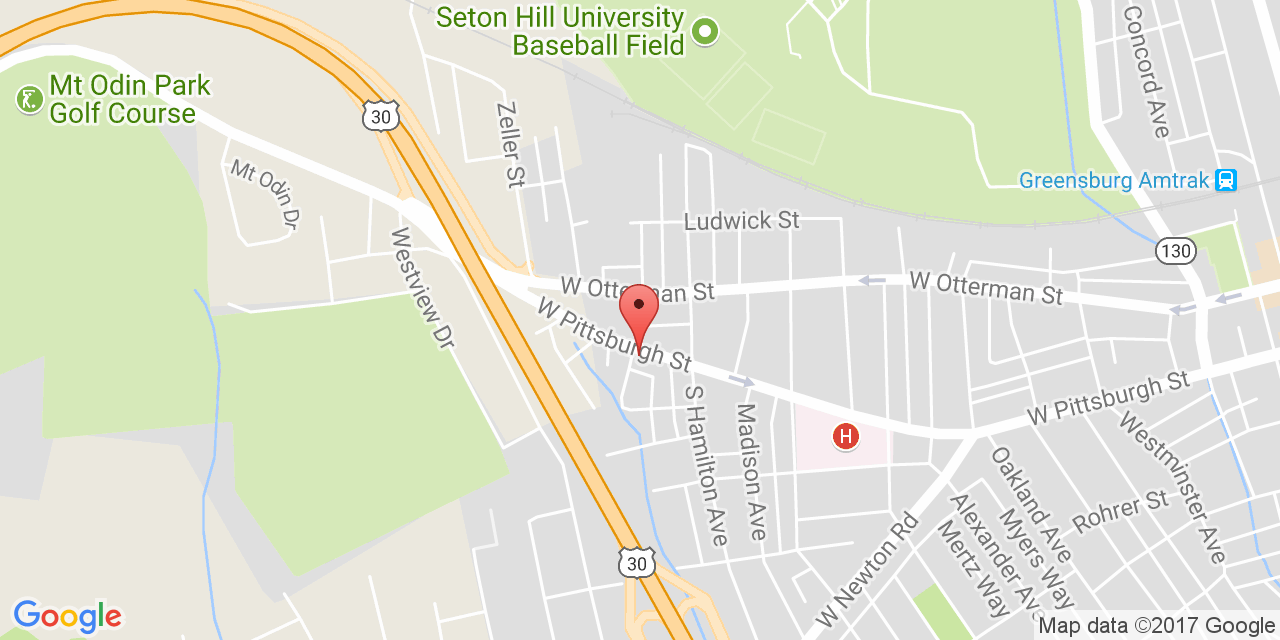 Seton Hill University
Baseball Field
Concord Ave
Mt Odin Park
Golf Course
30
Zeller St
Mt Odin Dr
Greensburg Amtrak
Ludwick St
130
Westview Dr
W Otterman St
W Otterman St
W Pittsburgh St
S Hamilton Ave
Madison Ave
H
W Pittsburgh St
Westminster Ave
Oakland Ave
Rohrer St
Myers Way
Alexander Ave
Mertz Way
W Newton Rd
30
Google
Map data ©2017 Google